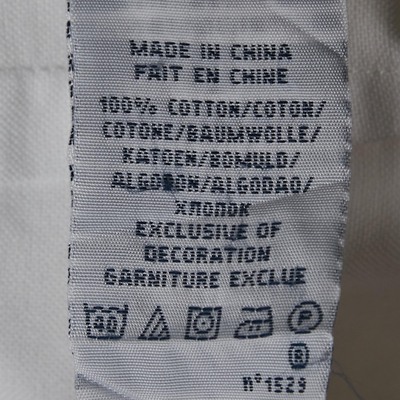 MADE IN CHINA
FAIT EN CHINE
100% COTTON/COTON/
COTONE/BAUMWOLLE/
KATOEN/BOMULD/
ALGODON/ALGODAO/
ХЛОПОК
EXCLUSIVE OF
DECORATION
GARNITURE EXCLUE
40 P
®
n°1529